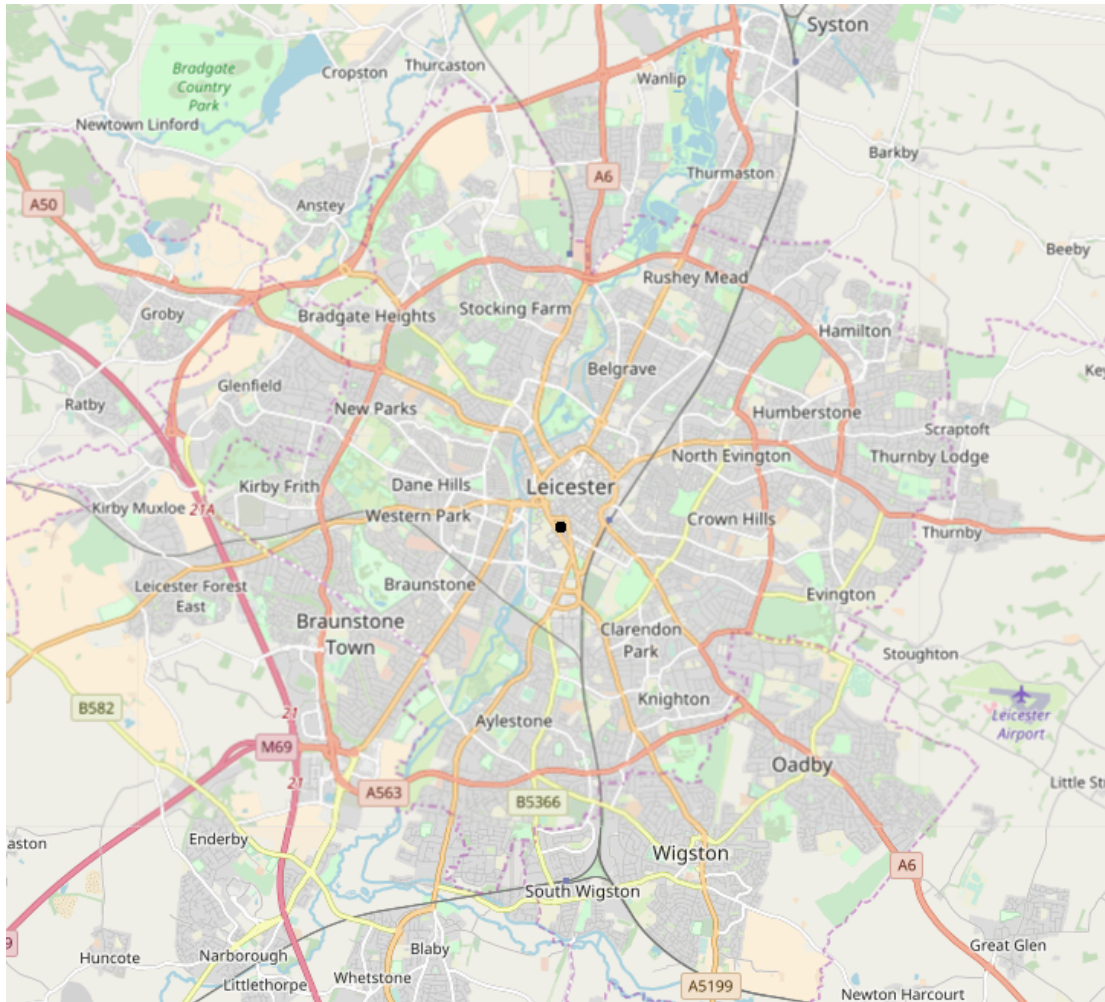 Syston
Bradgate
Country
Park
Cropston
Thurcaston
Wanlip
Newtown Linford
Barkby
A6
Thurmaston
A50
Anstey
Beeby
Rushey Mead
Groby
Bradgate Heights
Stocking Farm
Hamilton
Belgrave
Glenfield
Ratby
New Parks
Humberstone
Scraptoft
North Evington
Thurnby Lodge
Kirby Frith
Dane Hills
Leicester
Kirby Muxloe
21A
Western Park
Crown Hills
Thurnby
Leicester Forest
East
Braunstone
Evington
Braunstone
Town
Clarendon
Park
Stoughton
B582
Knighton
21
Aylestone
Leicester
Airport
M69
Oadby
21
A563
B5366
Little St
Enderby
aston
Wigston
A6
South Wigston
9
Huncote
Narborough
Blaby
Great Glen
Littlethorpe
Whetstone
A5199
Newton Harcourt